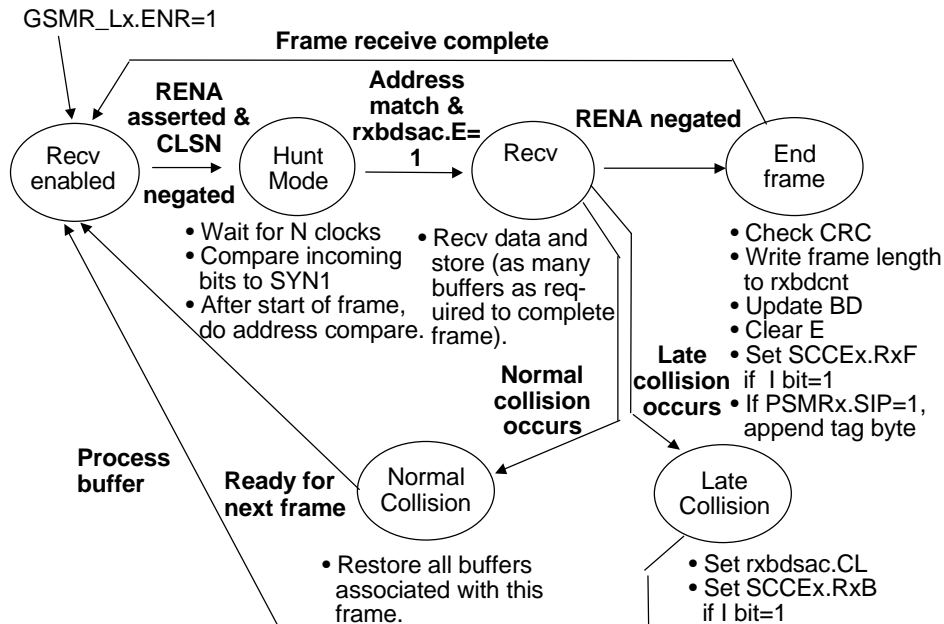 GSMR_Lx.ENR=1
Frame receive complete
RENA
asserted &
CLSN
negated
Address
match &
rxbdsac.E=
1
RENA negated
Recv
enabled
Hunt
Mode
Recv
End
frame
• Wait for N clocks
• Compare incoming
bits to SYN1
• After start of frame,
do address compare.
• Recv data and
store (as many
buffers as req-
uired to complete
frame).
• Check CRC
• Write frame length
to rxbdcnt
• Update BD
• Clear E
• Set SCCEx.RxF
if I bit=1
• If PSMRx.SIP=1,
append tag byte
Normal
collision
occurs
Late
collision
occurs
Process
buffer
Ready for
next frame
Normal
Collision
Late
Collision
• Restore all buffers
associated with this
frame.
• Set rxbdsac.CL
• Set SCCEx.RxB
if I bit=1